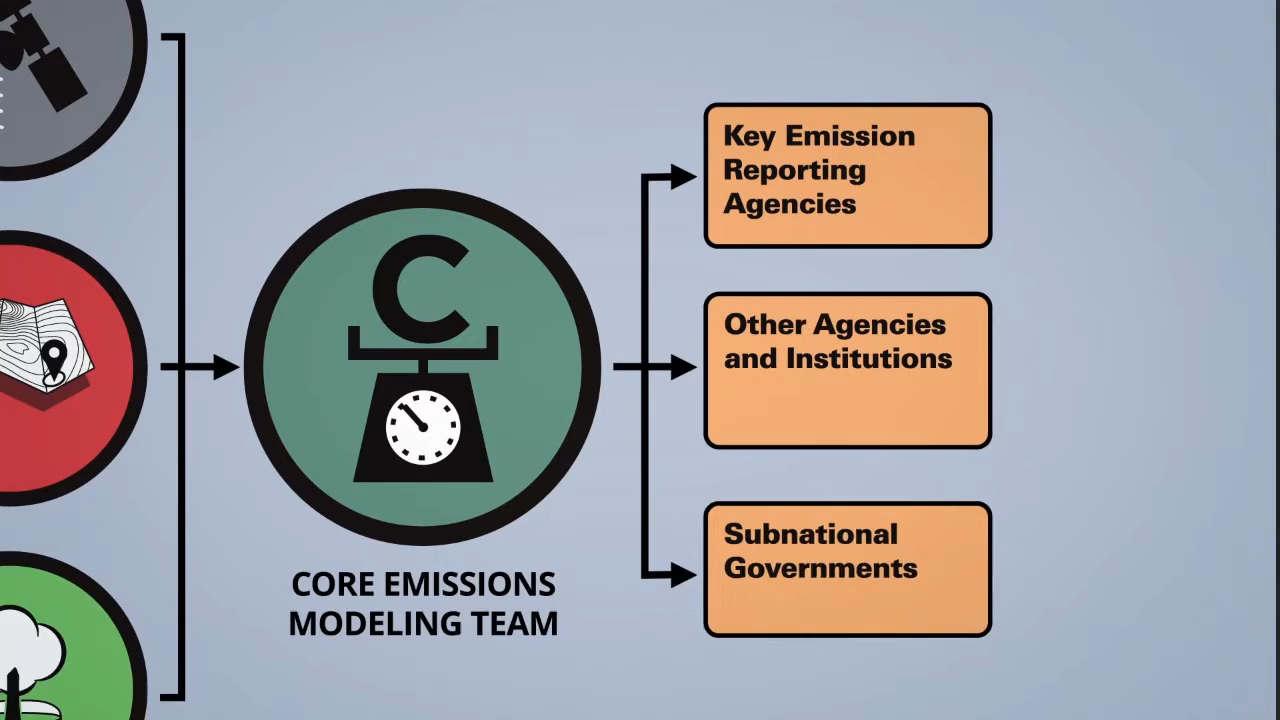 C
CORE EMISSIONS
MODELING TEAM
Key Emission
Reporting
Agencies
Other Agencies
and Institutions
Subnational
Governments